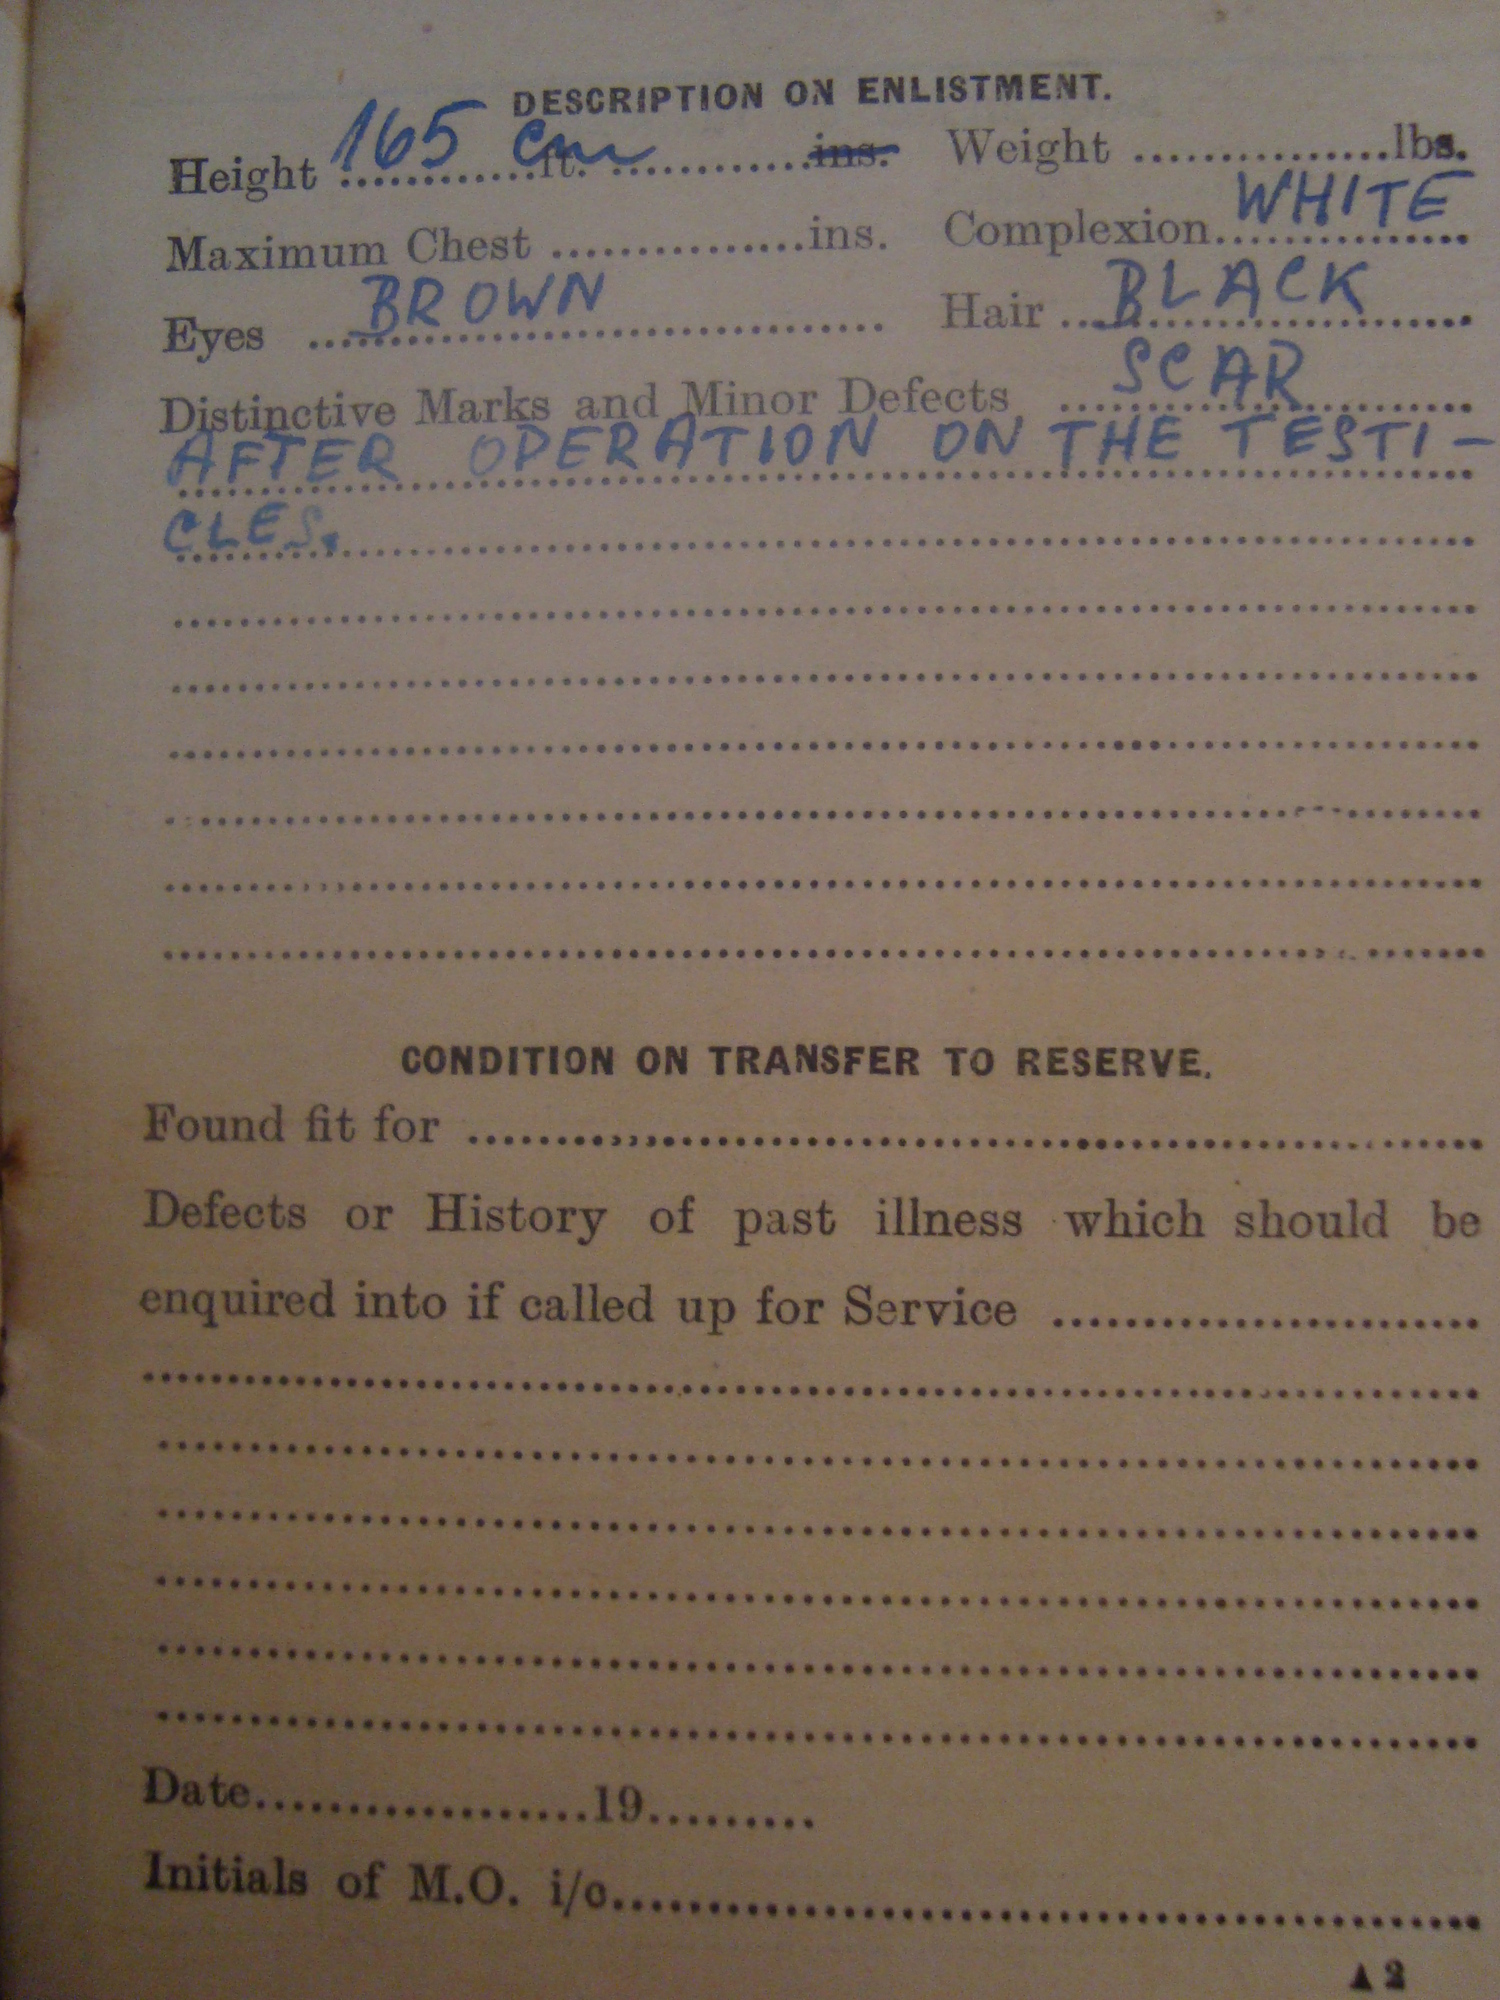 DESCRIPTION ON ENLISTMENT.
Height 165 cm ft. ins. Weight ...............lbs.
Maximum Chest ...............ins. Complexion WHITE
Eyes BROWN Hair BLACK
Distinctive Marks and Minor Defects SCAR
AFTER OPERATION ON THE TESTI-
CLES.
CONDITION ON TRANSFER TO RESERVE.
Found fit for ...............
Defects or History of past illness which should be
enquired into if called up for Service ...............
Date...............19.........
Initials of M.O. i/c...............
▲ 2